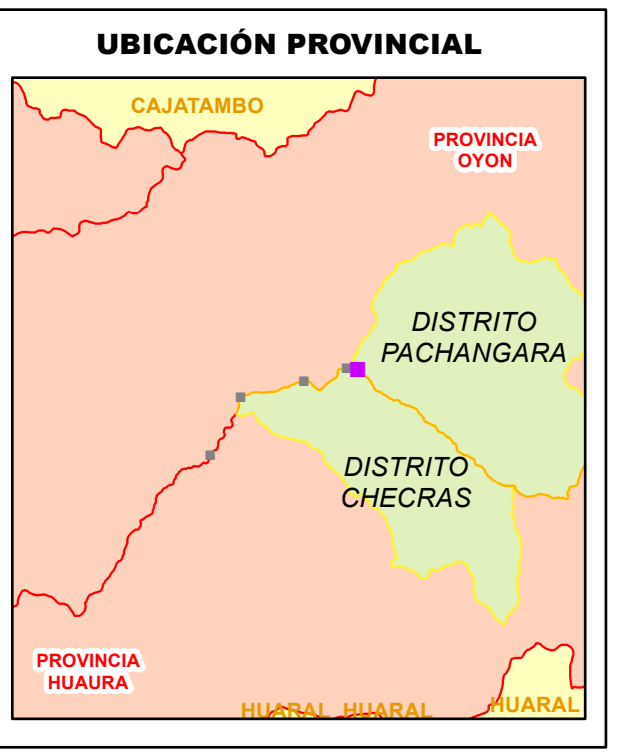 UBICACIÓN PROVINCIAL
CAJATAMBO
PROVINCIA
OYON
DISTRITO
PACHANGARA
DISTRITO
CHECRAS
PROVINCIA
HUAURA
HUARAL HUARAL HUARAL